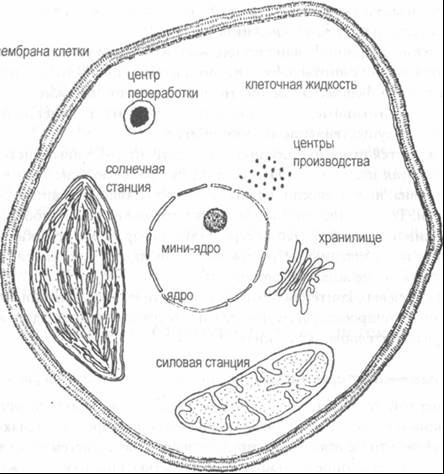 мембрана клетки
центр
переработки
клеточная жидкость
центры
производства
солнечная
станция
мини-ядро
хранилище
ядро
силовая станция